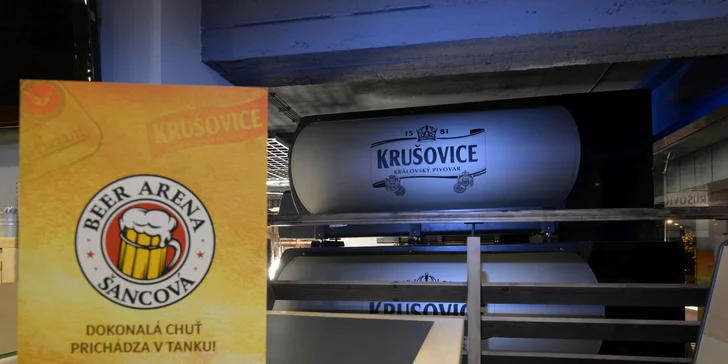 KRUŠOVICE
BEER ARENA
ŠANCOVÁ
DOKONALÁ CHUŤ
PRICHÁDZA V TANKU!
15 81
KRUŠOVICE
KRÁLOVSKÝ PIVOVAR
KRUŠOVICE